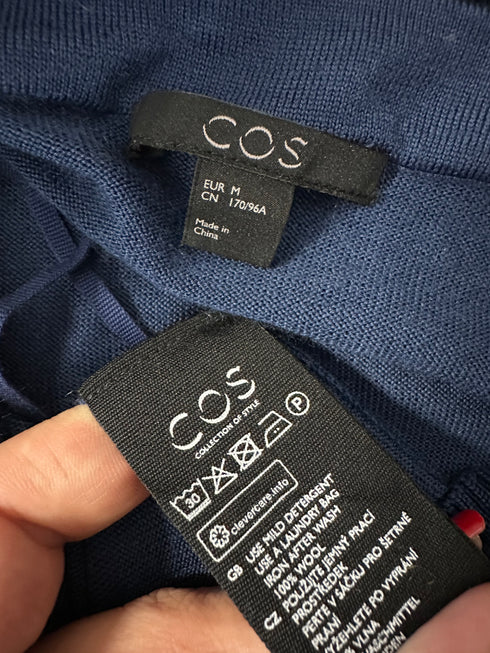 COS
EUR M
CN 170/96A
Made in
China
COS
COLLECTION OF STYLE
30 P
clevercare.info
GB USE MILD DETERGENT
USE A LAUNDRY BAG
IRON AFTER WASH
100% WOOL
CZ POUŽIJTE JEMNÝ PRACÍ
PROSTŘEDEK
PERTE V SÁČKU PRO ŠETRNÉ
PRANÍ
VYŽEHLETE PO VYPRÁNÍ
VLNA